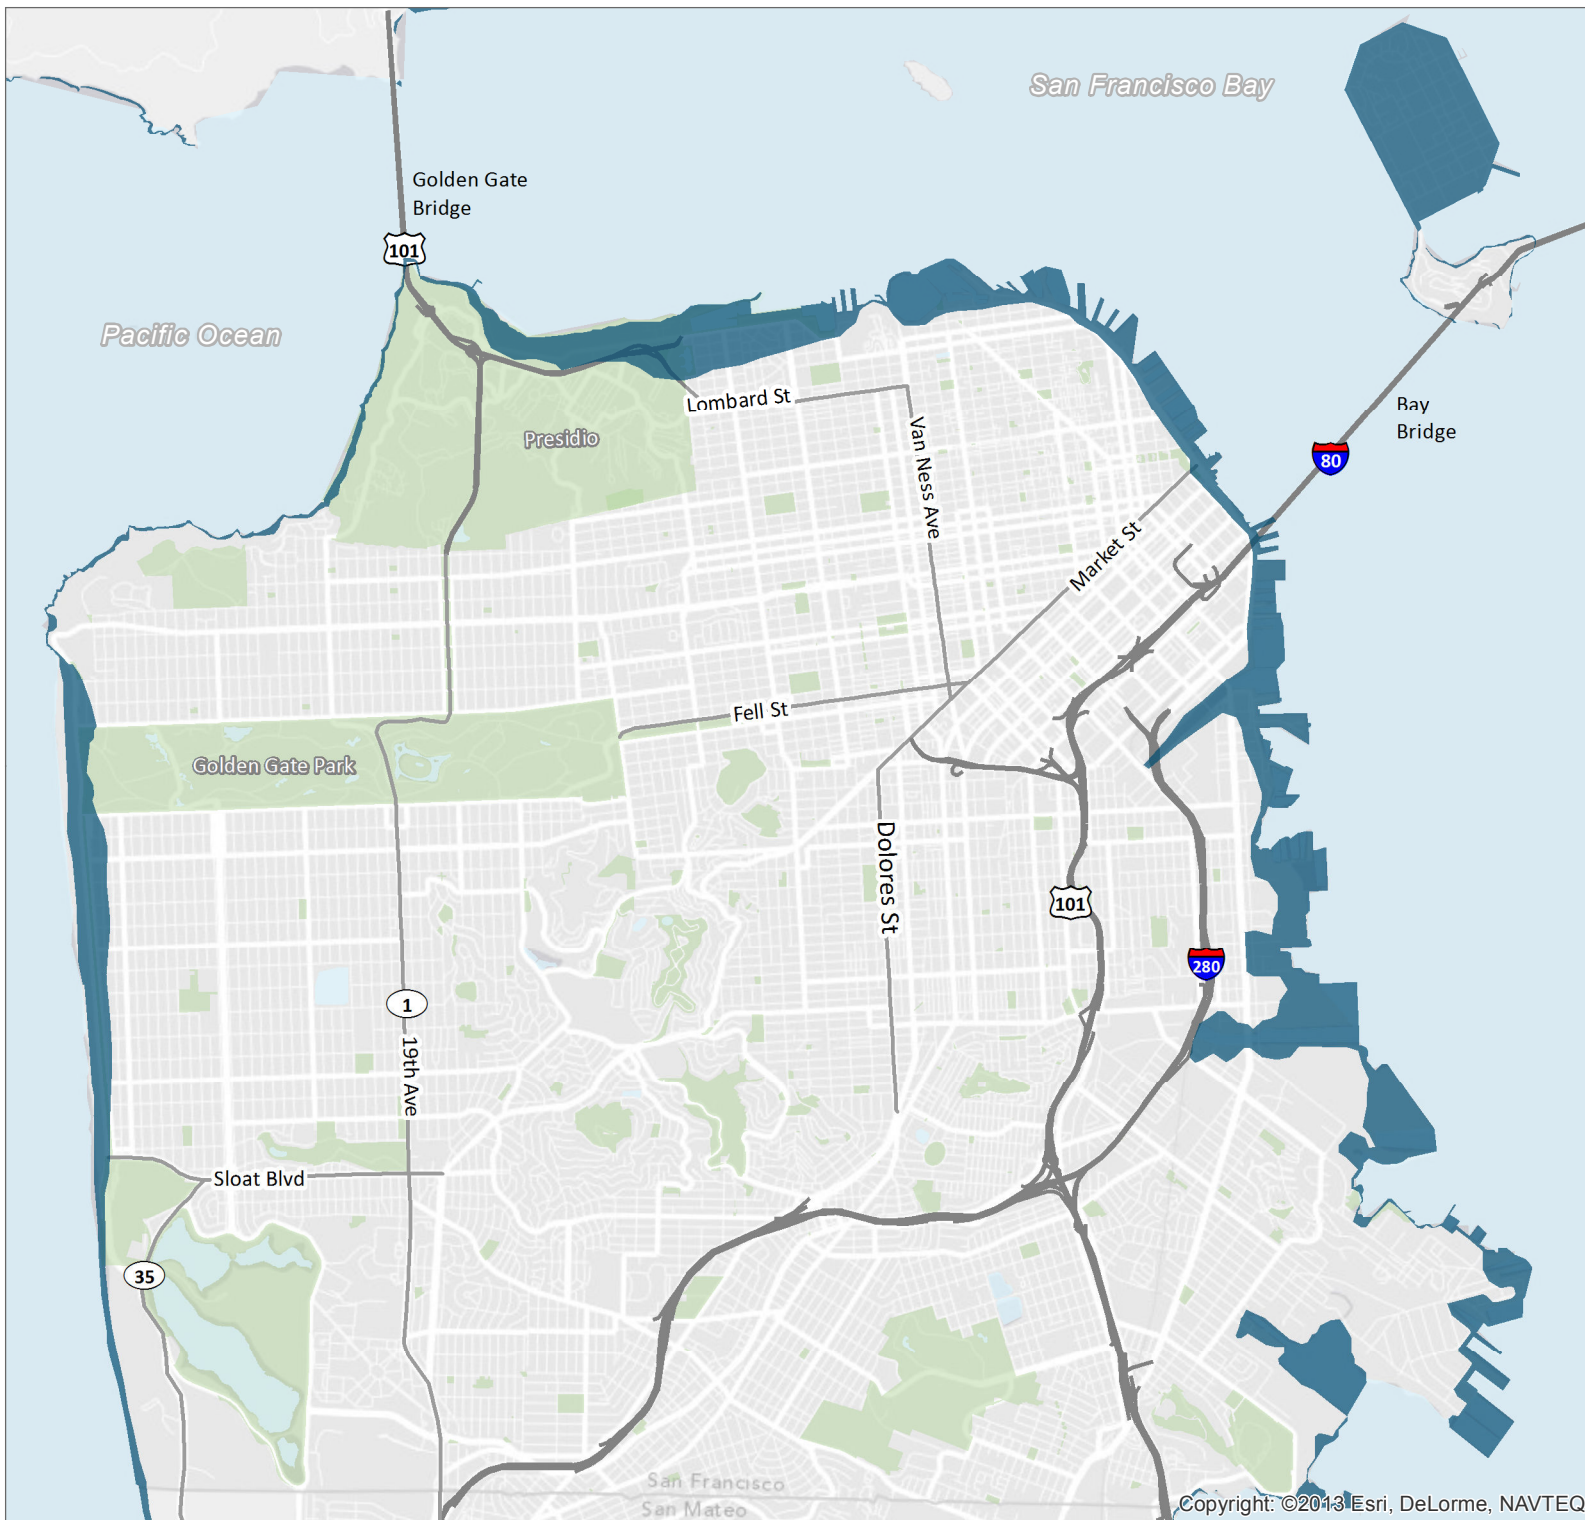 San Francisco Bay
Golden Gate
Bridge
101
Pacific Ocean
Bay
Bridge
80
Lombard St
Presidio
Van Ness Ave
Market St
Fell St
Golden Gate Park
Dolores St
101
280
1
19th Ave
Sloat Blvd
35
San Francisco
San Mateo
Copyright: ©2013 Esri, DeLorme, NAVTEQ